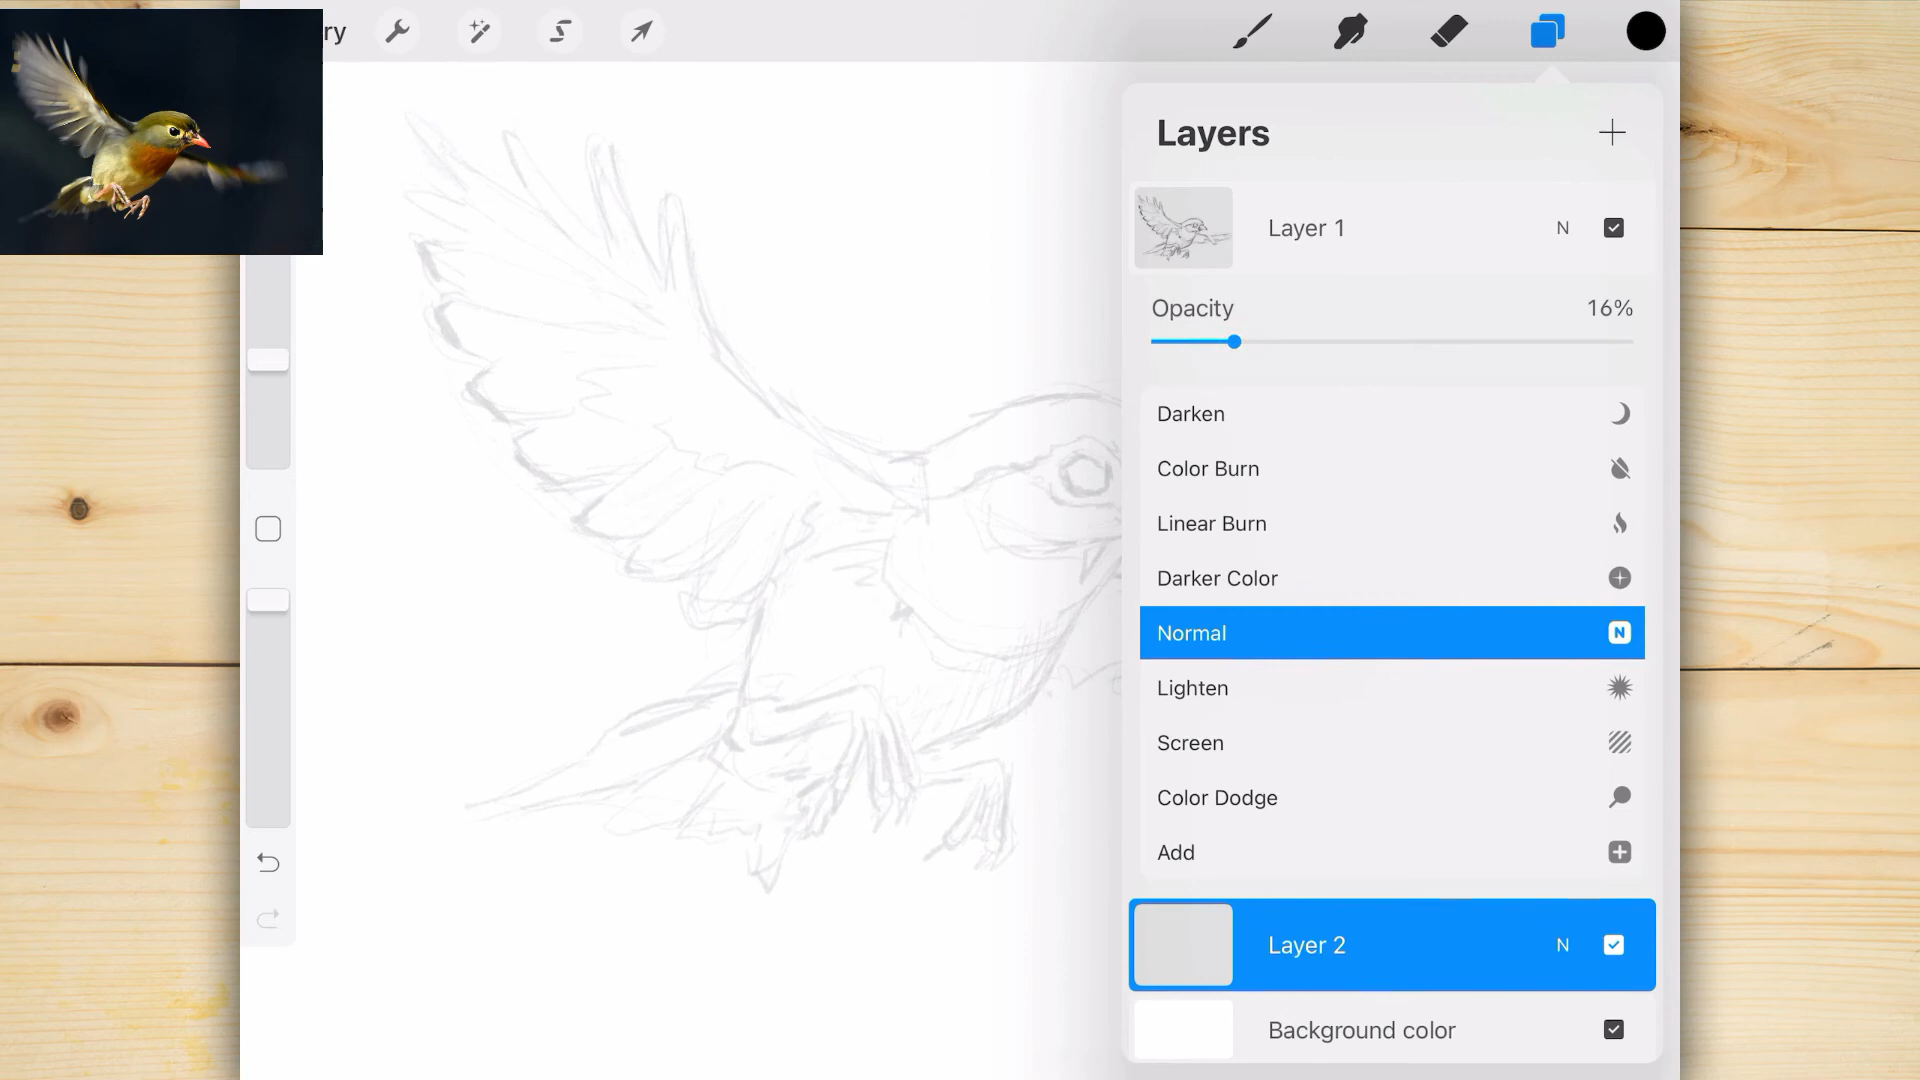 ry
Layers
Layer 1 N
Opacity 16%
Darken
Color Burn
Linear Burn
Darker Color
Normal N
Lighten
Screen
Color Dodge
Add
Layer 2 N
Background color